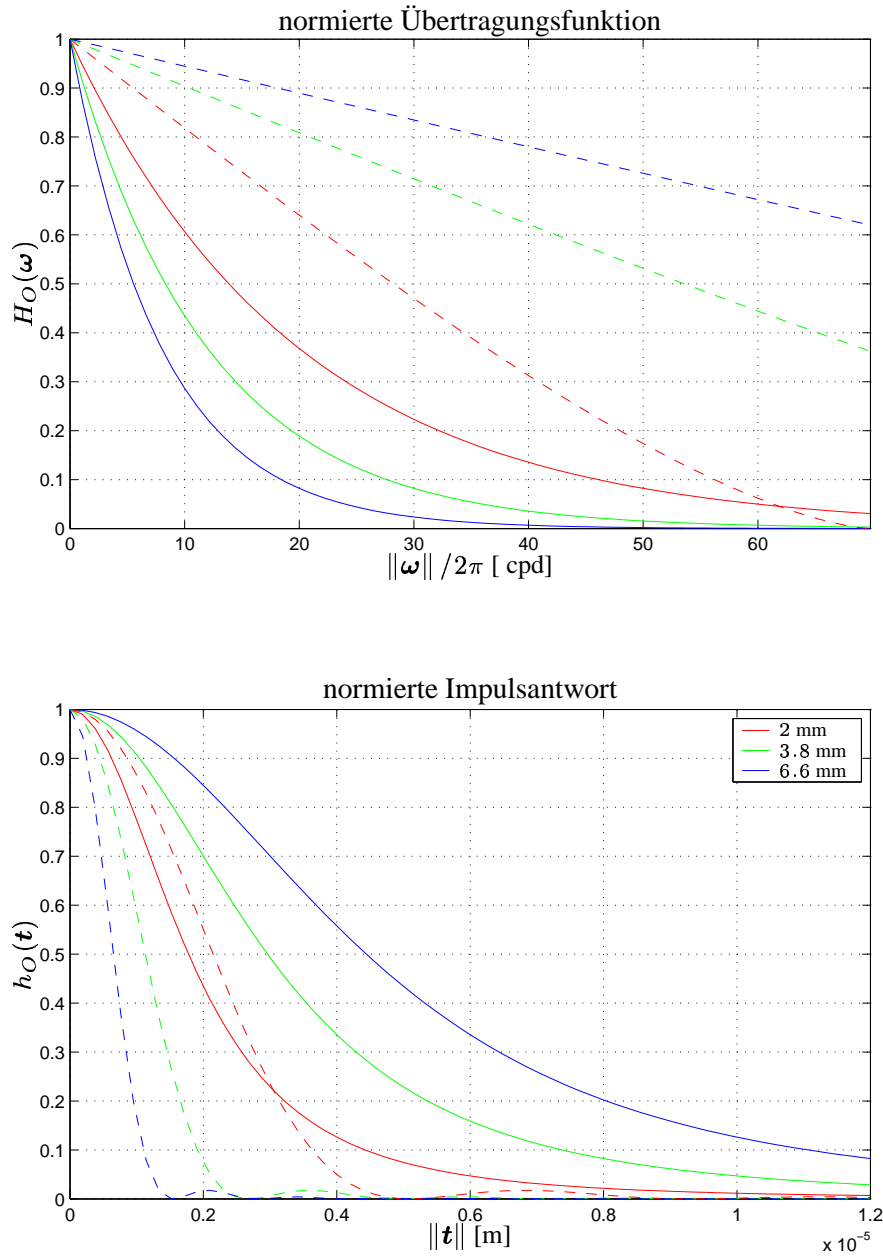 normierte Übertragungsfunktion
1
0.9
0.8
0.7
0.6
0.5
0.4
0.3
0.2
0.1
0
H_O(ω)
0 10 20 30 40 50 60
‖ω‖ /2π [ cpd]
normierte Impulsantwort
1
0.9
0.8
0.7
0.6
0.5
0.4
0.3
0.2
0.1
0
h_O(t)
2 mm
3.8 mm
6.6 mm
0 0.2 0.4 0.6 0.8 1 1.2
x 10^-5
‖t‖ [m]